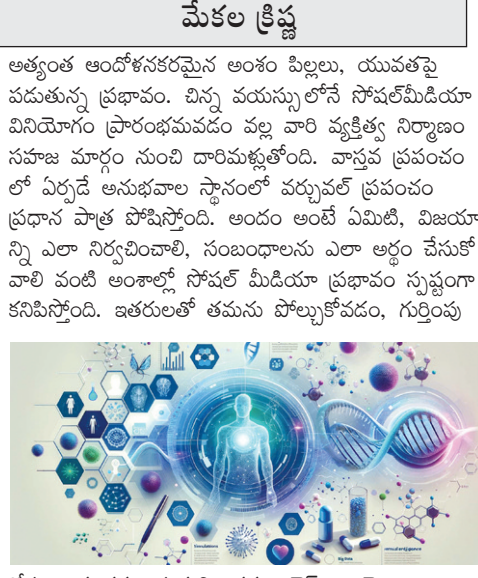 మేకల క్రిష్ణ
అత్యంత ఆందోళనకరమైన అంశం పిల్లలు, యువతపై
పడుతున్న ప్రభావం. చిన్న వయస్సులోనే సోషల్‌మీడియా
వినియోగం ప్రారంభమవడం వల్ల వారి వ్యక్తిత్వ నిర్మాణం
సహజ మార్గం నుంచి దారిమళ్లుతోంది. వాస్తవ ప్రపంచం
లో ఏర్పడే అనుభవాల స్థానంలో వర్చువల్ ప్రపంచం
ప్రధాన పాత్ర పోషిస్తోంది. అందం అంటే ఏమిటి, విజయా
న్ని ఎలా నిర్వచించాలి, సంబంధాలను ఎలా అర్థం చేసుకో
వాలి వంటి అంశాల్లో సోషల్ మీడియా ప్రభావం స్పష్టంగా
కనిపిస్తోంది. ఇతరులతో తమను పోల్చుకోవడం, గుర్తింపు